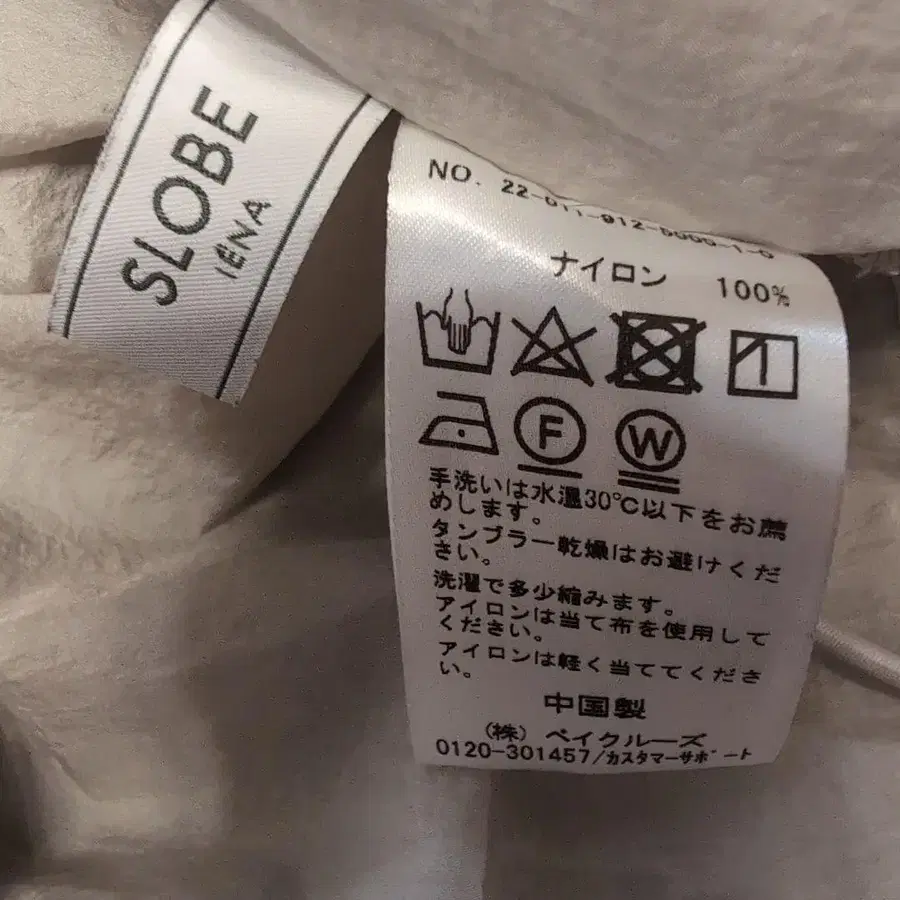 SLOBE
IÉNA
NO. 22-011-912-5000-1-0
ナイロン 100%
F W
手洗いは水温30℃以下をお薦
めします。
タンブラー乾燥はお避けくだ
さい。
洗濯で多少縮みます。
アイロンは当て布を使用して
ください。
アイロンは軽く当ててくださ
い。
中国製
(株) ベイクルーズ
0120-301457/カスタマーサポート